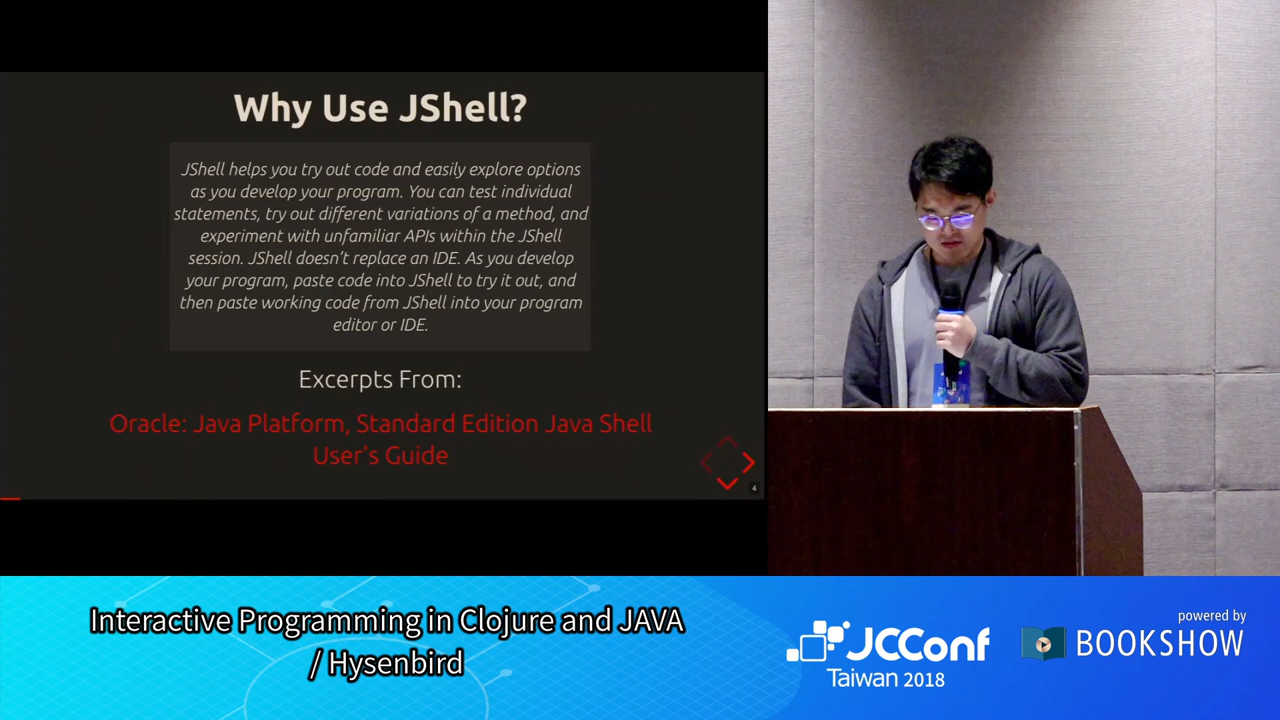 Why Use JShell?
JShell helps you try out code and easily explore options
as you develop your program. You can test individual
statements, try out different variations of a method, and
experiment with unfamiliar APIs within the JShell
session. JShell doesn't replace an IDE. As you develop
your program, paste code into JShell to try it out, and
then paste working code from JShell into your program
editor or IDE.
Excerpts From:
Oracle: Java Platform, Standard Edition Java Shell
User's Guide
4
Interactive Programming in Clojure and JAVA
/ Hysenbird
JCConf
Taiwan 2018
powered by
BOOKSHOW